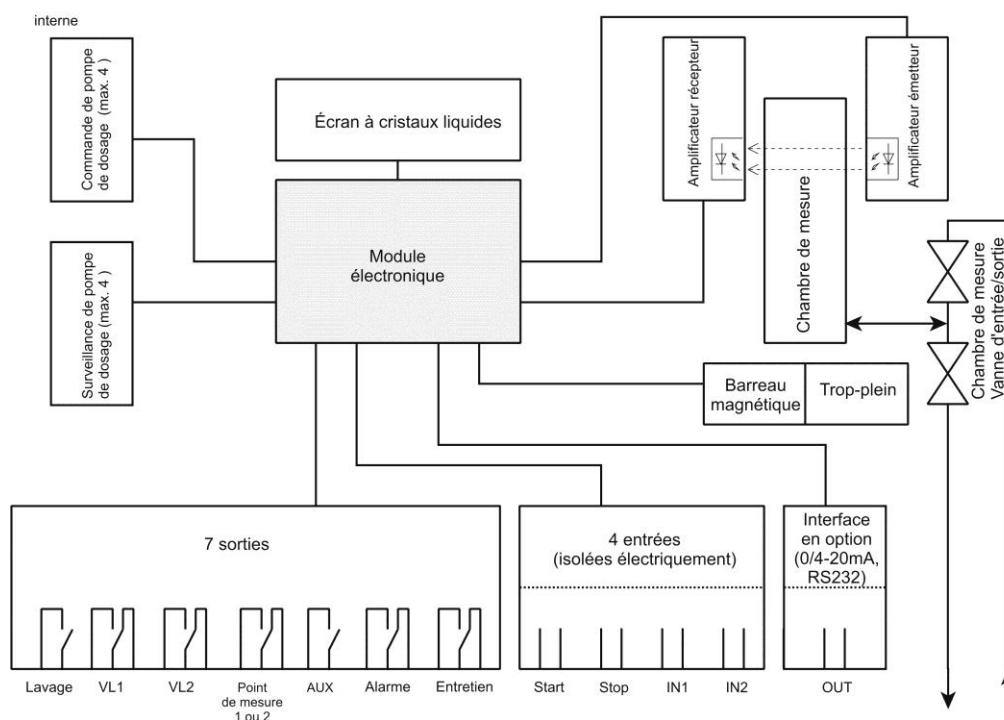 interne
Commande de pompe
de dosage (max. 4 )
Surveillance de pompe
de dosage (max. 4 )
Écran à cristaux liquides
Module
électronique
Amplificateur récepteur
Amplificateur émetteur
Chambre de mesure
Chambre de mesure
Vanne d'entrée/sortie
Barreau
magnétique
Trop-plein
7 sorties
Lavage
VL1
VL2
Point
de mesure
1 ou 2
AUX
Alarme
Entretien
4 entrées
(isolées électriquement)
Start
Stop
IN1
IN2
Interface
en option
(0/4-20mA,
RS232)
OUT